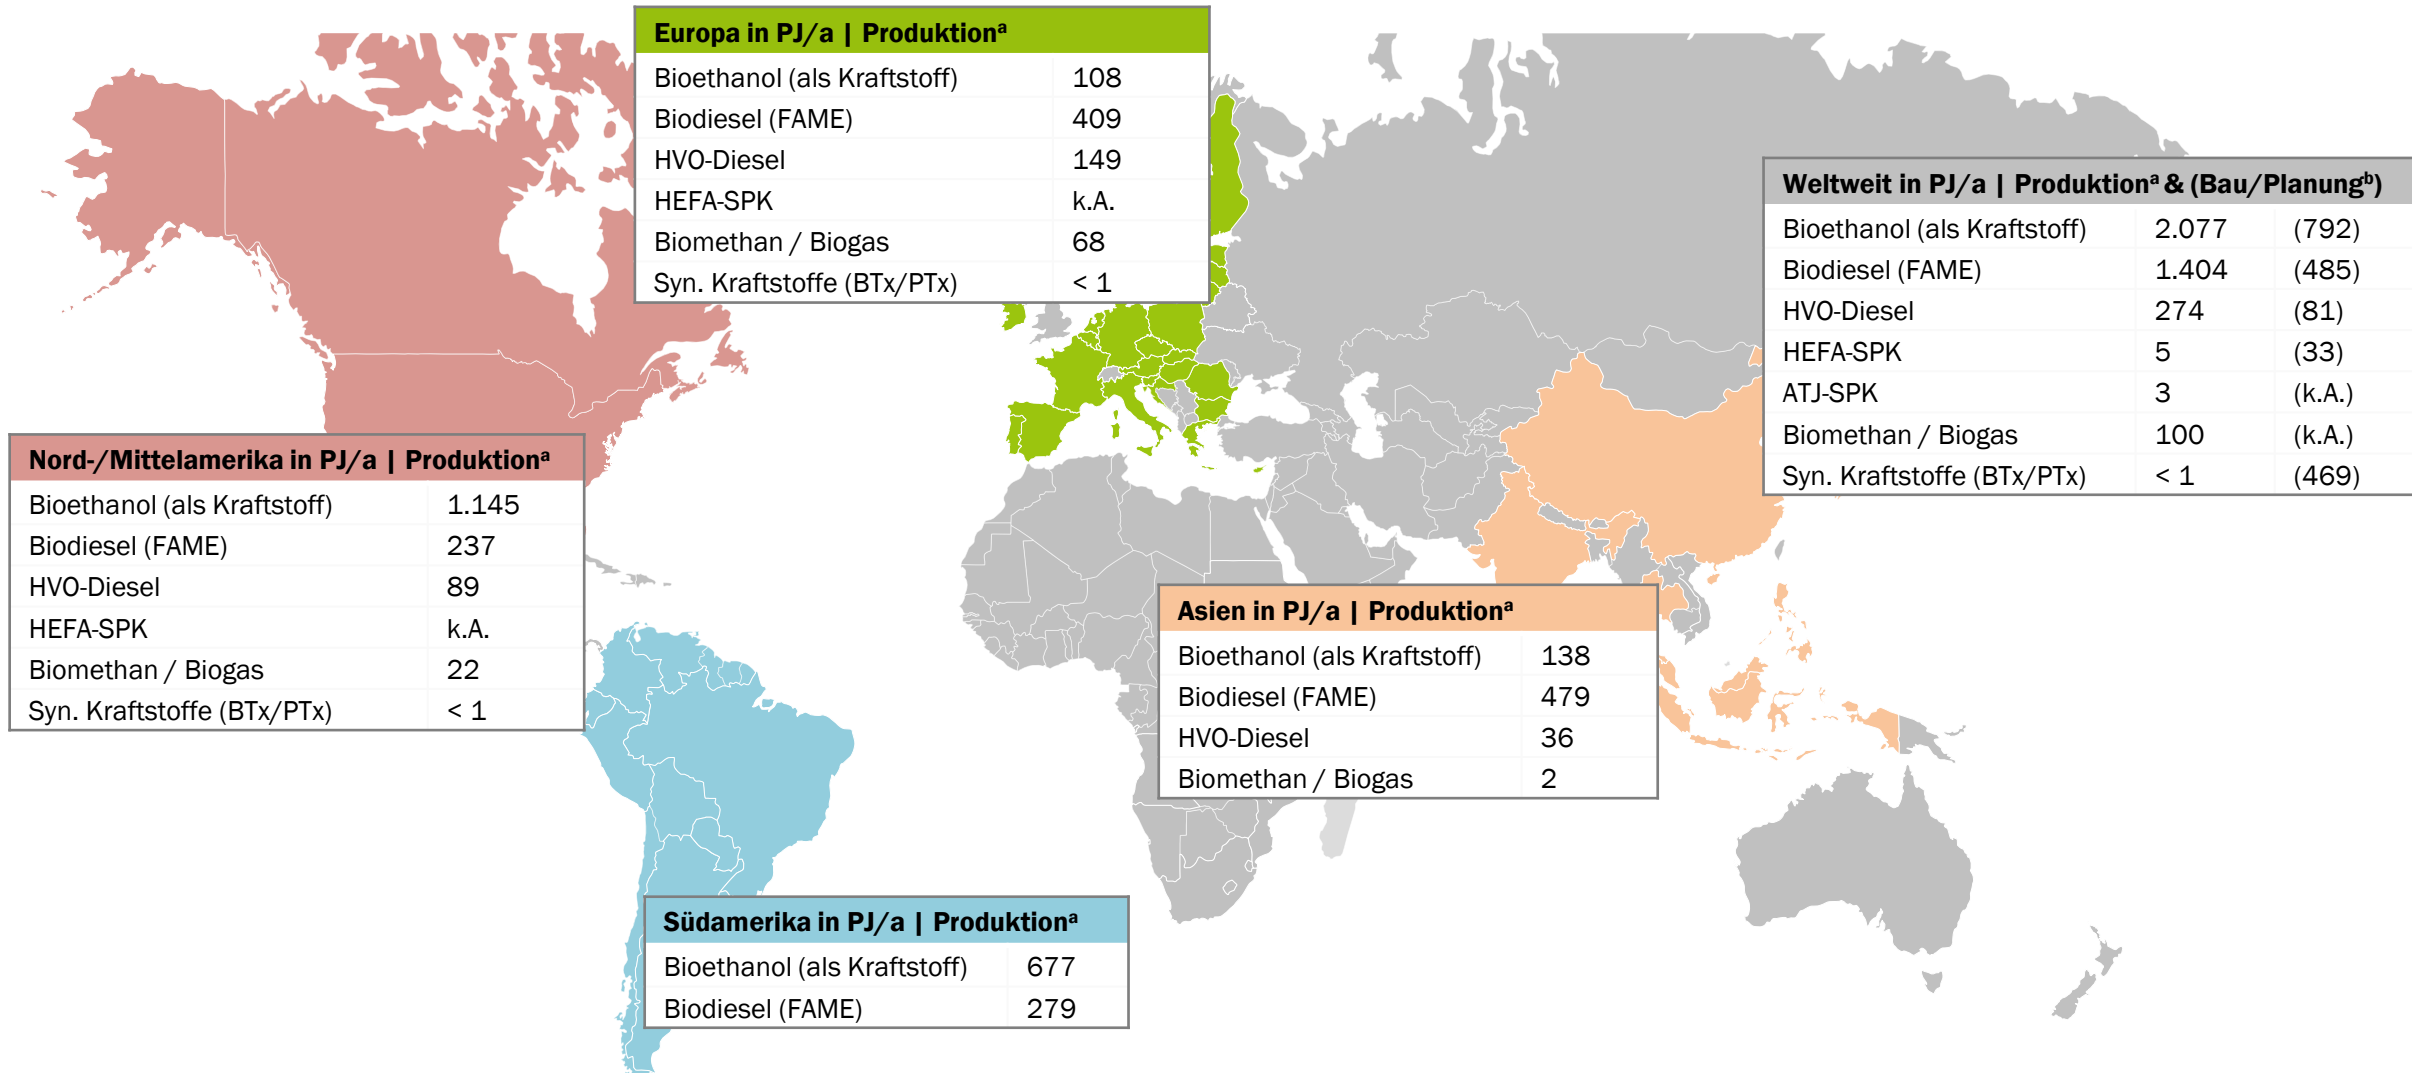 Europa in PJ/a | Produktionᵃ
Bioethanol (als Kraftstoff) 108
Biodiesel (FAME) 409
HVO-Diesel 149
HEFA-SPK k.A.
Biomethan / Biogas 68
Syn. Kraftstoffe (BTx/PTx) < 1
Weltweit in PJ/a | Produktionᵃ & (Bau/Planungᵇ)
Bioethanol (als Kraftstoff) 2.077 (792)
Biodiesel (FAME) 1.404 (485)
HVO-Diesel 274 (81)
HEFA-SPK 5 (33)
ATJ-SPK 3 (k.A.)
Biomethan / Biogas 100 (k.A.)
Syn. Kraftstoffe (BTx/PTx) < 1 (469)
Nord-/Mittelamerika in PJ/a | Produktionᵃ
Bioethanol (als Kraftstoff) 1.145
Biodiesel (FAME) 237
HVO-Diesel 89
HEFA-SPK k.A.
Biomethan / Biogas 22
Syn. Kraftstoffe (BTx/PTx) < 1
Asien in PJ/a | Produktionᵃ
Bioethanol (als Kraftstoff) 138
Biodiesel (FAME) 479
HVO-Diesel 36
Biomethan / Biogas 2
Südamerika in PJ/a | Produktionᵃ
Bioethanol (als Kraftstoff) 677
Biodiesel (FAME) 279